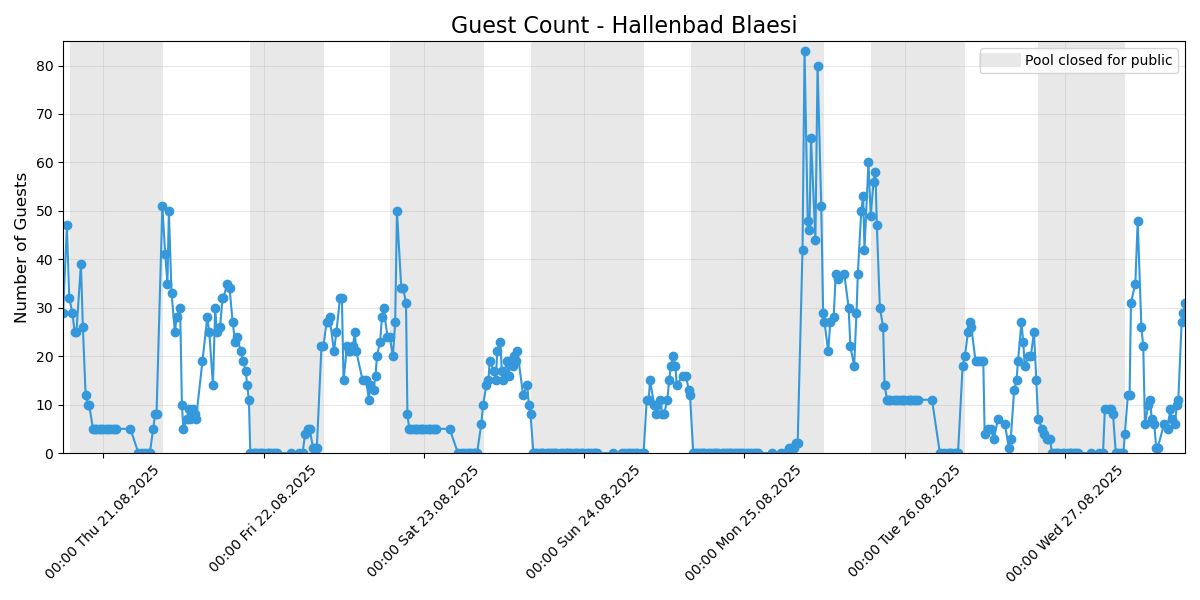 Guest Count - Hallenbad Blaesi
Pool closed for public
Number of Guests
80
70
60
50
40
30
20
10
0
00:00 Thu 21.08.2025
00:00 Fri 22.08.2025
00:00 Sat 23.08.2025
00:00 Sun 24.08.2025
00:00 Mon 25.08.2025
00:00 Tue 26.08.2025
00:00 Wed 27.08.2025